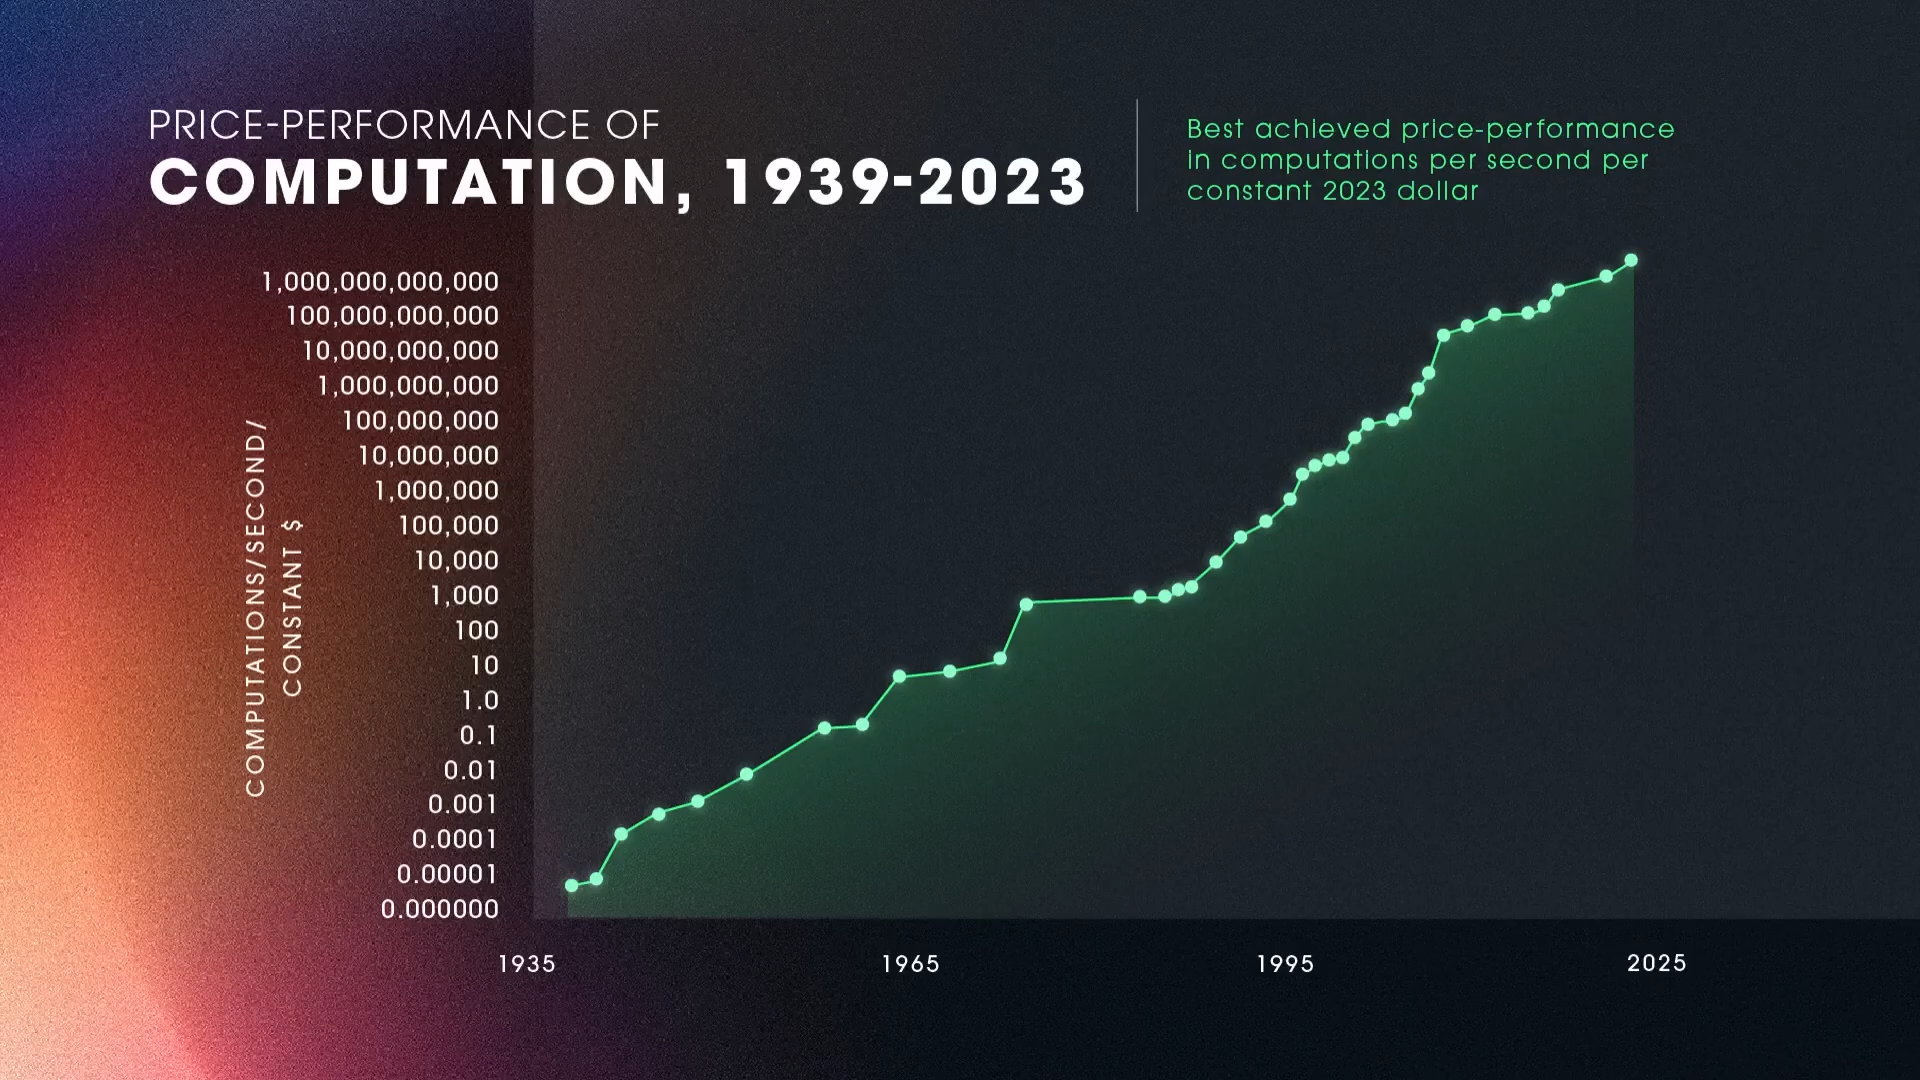 PRICE-PERFORMANCE OF
COMPUTATION, 1939-2023
Best achieved price-performance
in computations per second per
constant 2023 dollar
COMPUTATIONS/SECOND/
CONSTANT $
1,000,000,000,000
100,000,000,000
10,000,000,000
1,000,000,000
100,000,000
10,000,000
1,000,000
100,000
10,000
1,000
100
10
1.0
0.1
0.01
0.001
0.0001
0.00001
0.000000
1935 1965 1995 2025